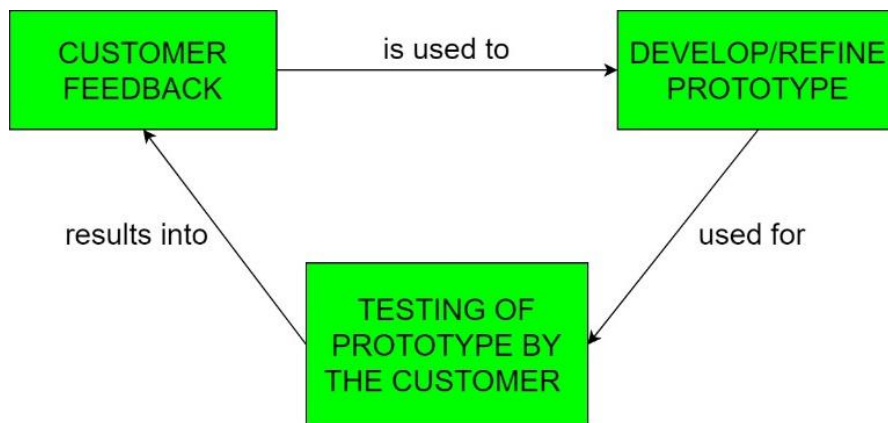 CUSTOMER
FEEDBACK
is used to
DEVELOP/REFINE
PROTOTYPE
results into
used for
TESTING OF
PROTOTYPE BY
THE CUSTOMER